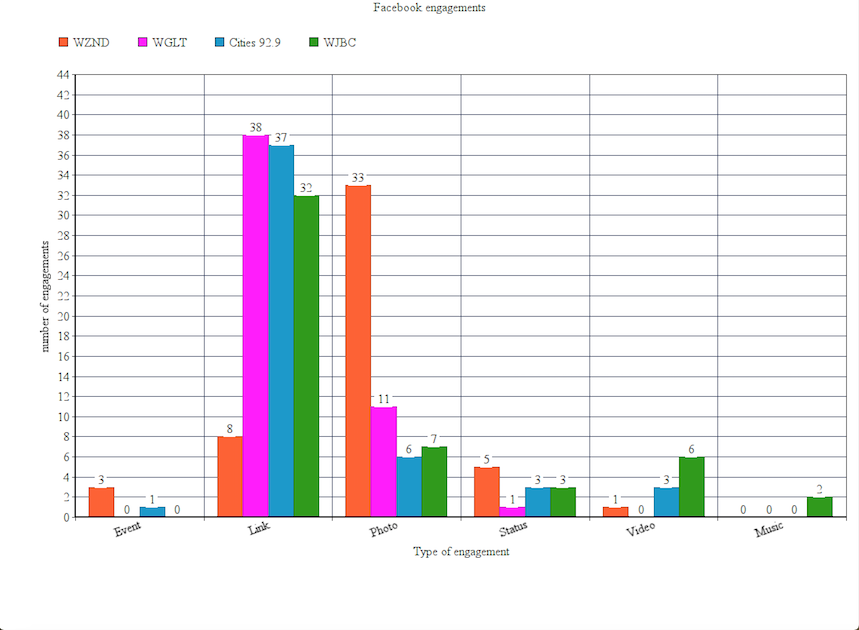 Facebook engagements
WZND WGLT Cities 92.9 WJBC
44
42
40
38
36
34
32
30
28
26
24
22
20
18
16
14
12
10
8
6
4
2
0
number of engagements
3 0 1 0
8 38 37 32
33 11 6 7
5 1 3 3
1 0 3 6
0 0 0 2
Event Link Photo Status Video Music
Type of engagement